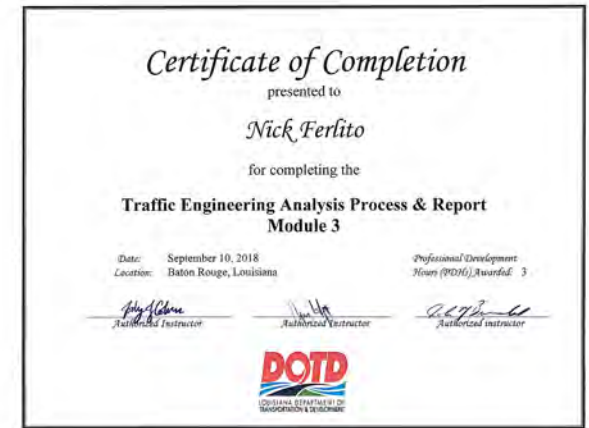 Certificate of Completion
presented to
Nick Ferlito
for completing the
Traffic Engineering Analysis Process & Report
Module 3
Date: September 10, 2018
Location: Baton Rouge, Louisiana
Professional Development
Hours (PDHs) Awarded: 3
Authorized Instructor
Authorized Instructor
Authorized instructor
DOTD
LOUISIANA DEPARTMENT OF
TRANSPORTATION & DEVELOPMENT